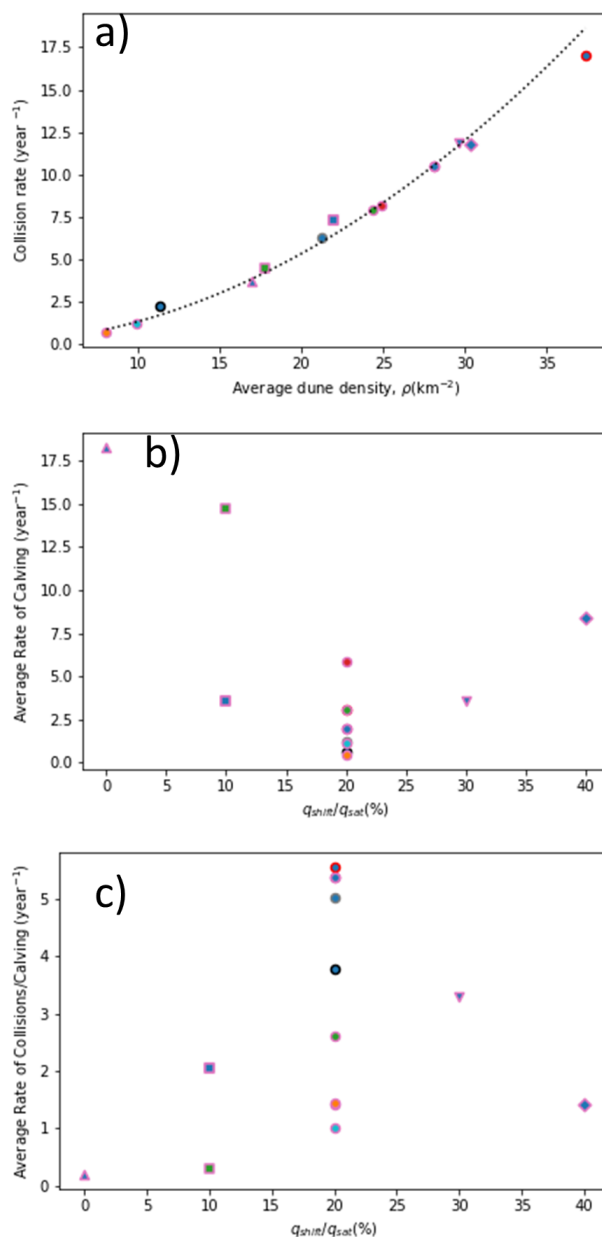 a)
17.5
15.0
12.5
10.0
7.5
5.0
2.5
0.0
Collision rate (year⁻¹)
10 15 20 25 30 35
Average dune density, ρ(km⁻²)
b)
17.5
15.0
12.5
10.0
7.5
5.0
2.5
0.0
Average Rate of Calving (year⁻¹)
0 5 10 15 20 25 30 35 40
q_shift/q_sat(%)
c)
5
4
3
2
1
0
Average Rate of Collisions/Calving (year⁻¹)
0 5 10 15 20 25 30 35 40
q_shift/q_sat(%)